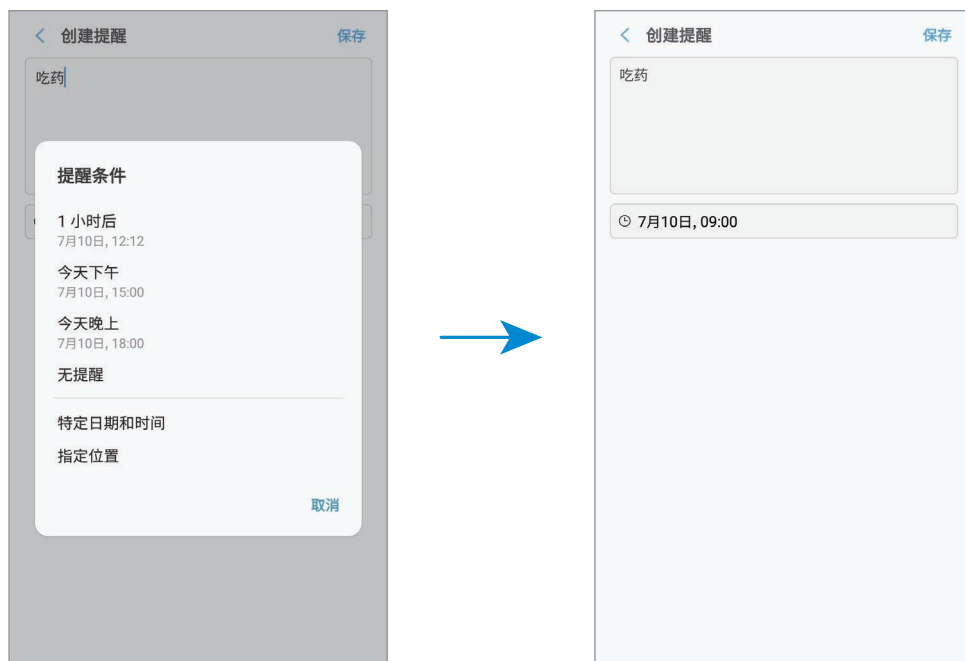 创建提醒
保存
吃药
提醒条件
1 小时后
7月10日, 12:12
今天下午
7月10日, 15:00
今天晚上
7月10日, 18:00
无提醒
特定日期和时间
指定位置
取消
创建提醒
保存
吃药
7月10日, 09:00